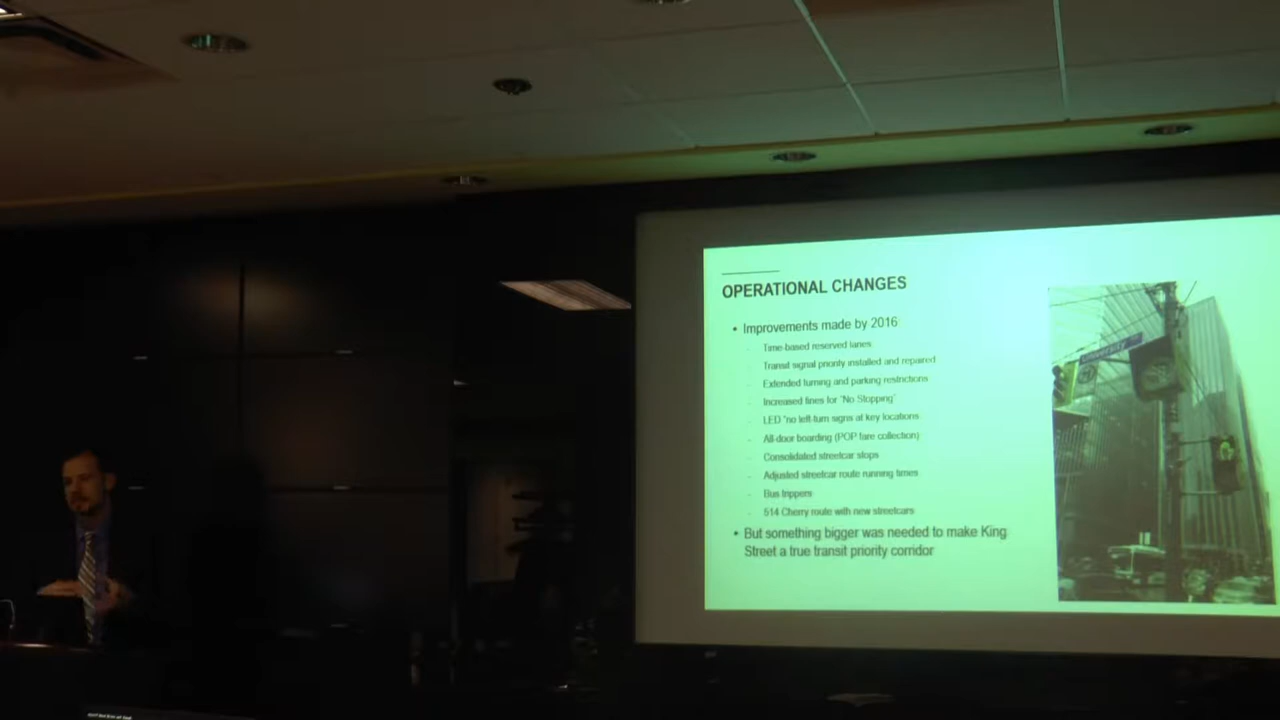 OPERATIONAL CHANGES
• Improvements made by 2016
- Time-based reserved lanes
- Transit signal priority installed and repaired
- Extended turning and parking restrictions
- Increased fines for "No Stopping"
- LED "no left-turn signs at key locations
- All-door boarding (POP fare collection)
- Consolidated streetcar stops
- Adjusted streetcar route running times
- Bus trippers
- 514 Cherry route with new streetcars
• But something bigger was needed to make King
Street a true transit priority corridor
University